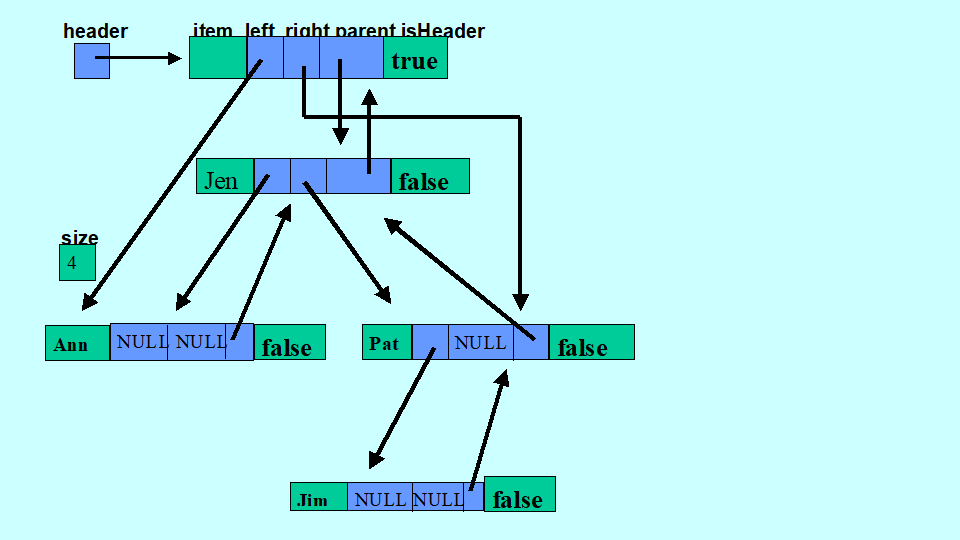 header
item left right parent isHeader
true
Jen
false
size
4
Ann NULL NULL false
Pat NULL false
Jim NULL NULL false